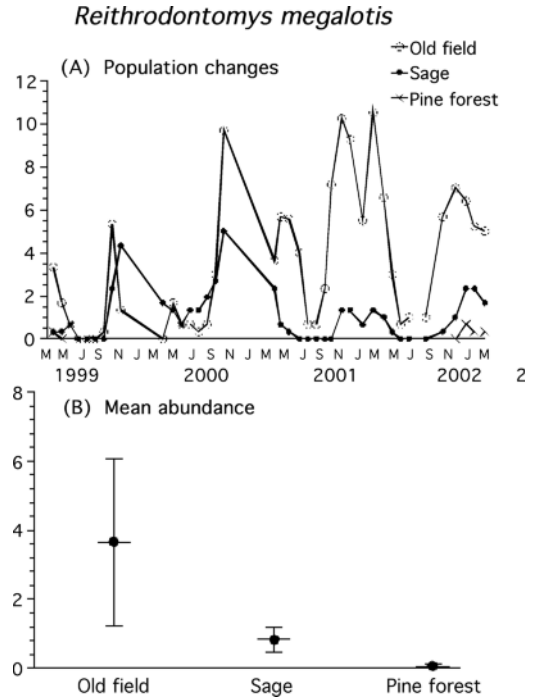 Reithrodontomys megalotis
Old field
(A) Population changes
Sage
Pine forest
12
10
8
6
4
2
0
M M J S N J M M J S N J M M J S N J M M J S N J M
1999 2000 2001 2002 2
(B) Mean abundance
8
6
4
2
0
Old field Sage Pine forest